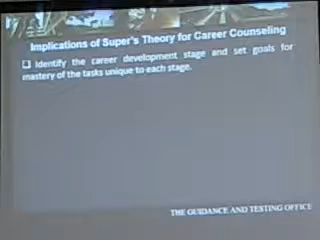 Implications of Super's Theory for Career Counseling
❑ Identify the career development stage and set goals for
mastery of the tasks unique to each stage.
THE GUIDANCE AND TESTING OFFICE